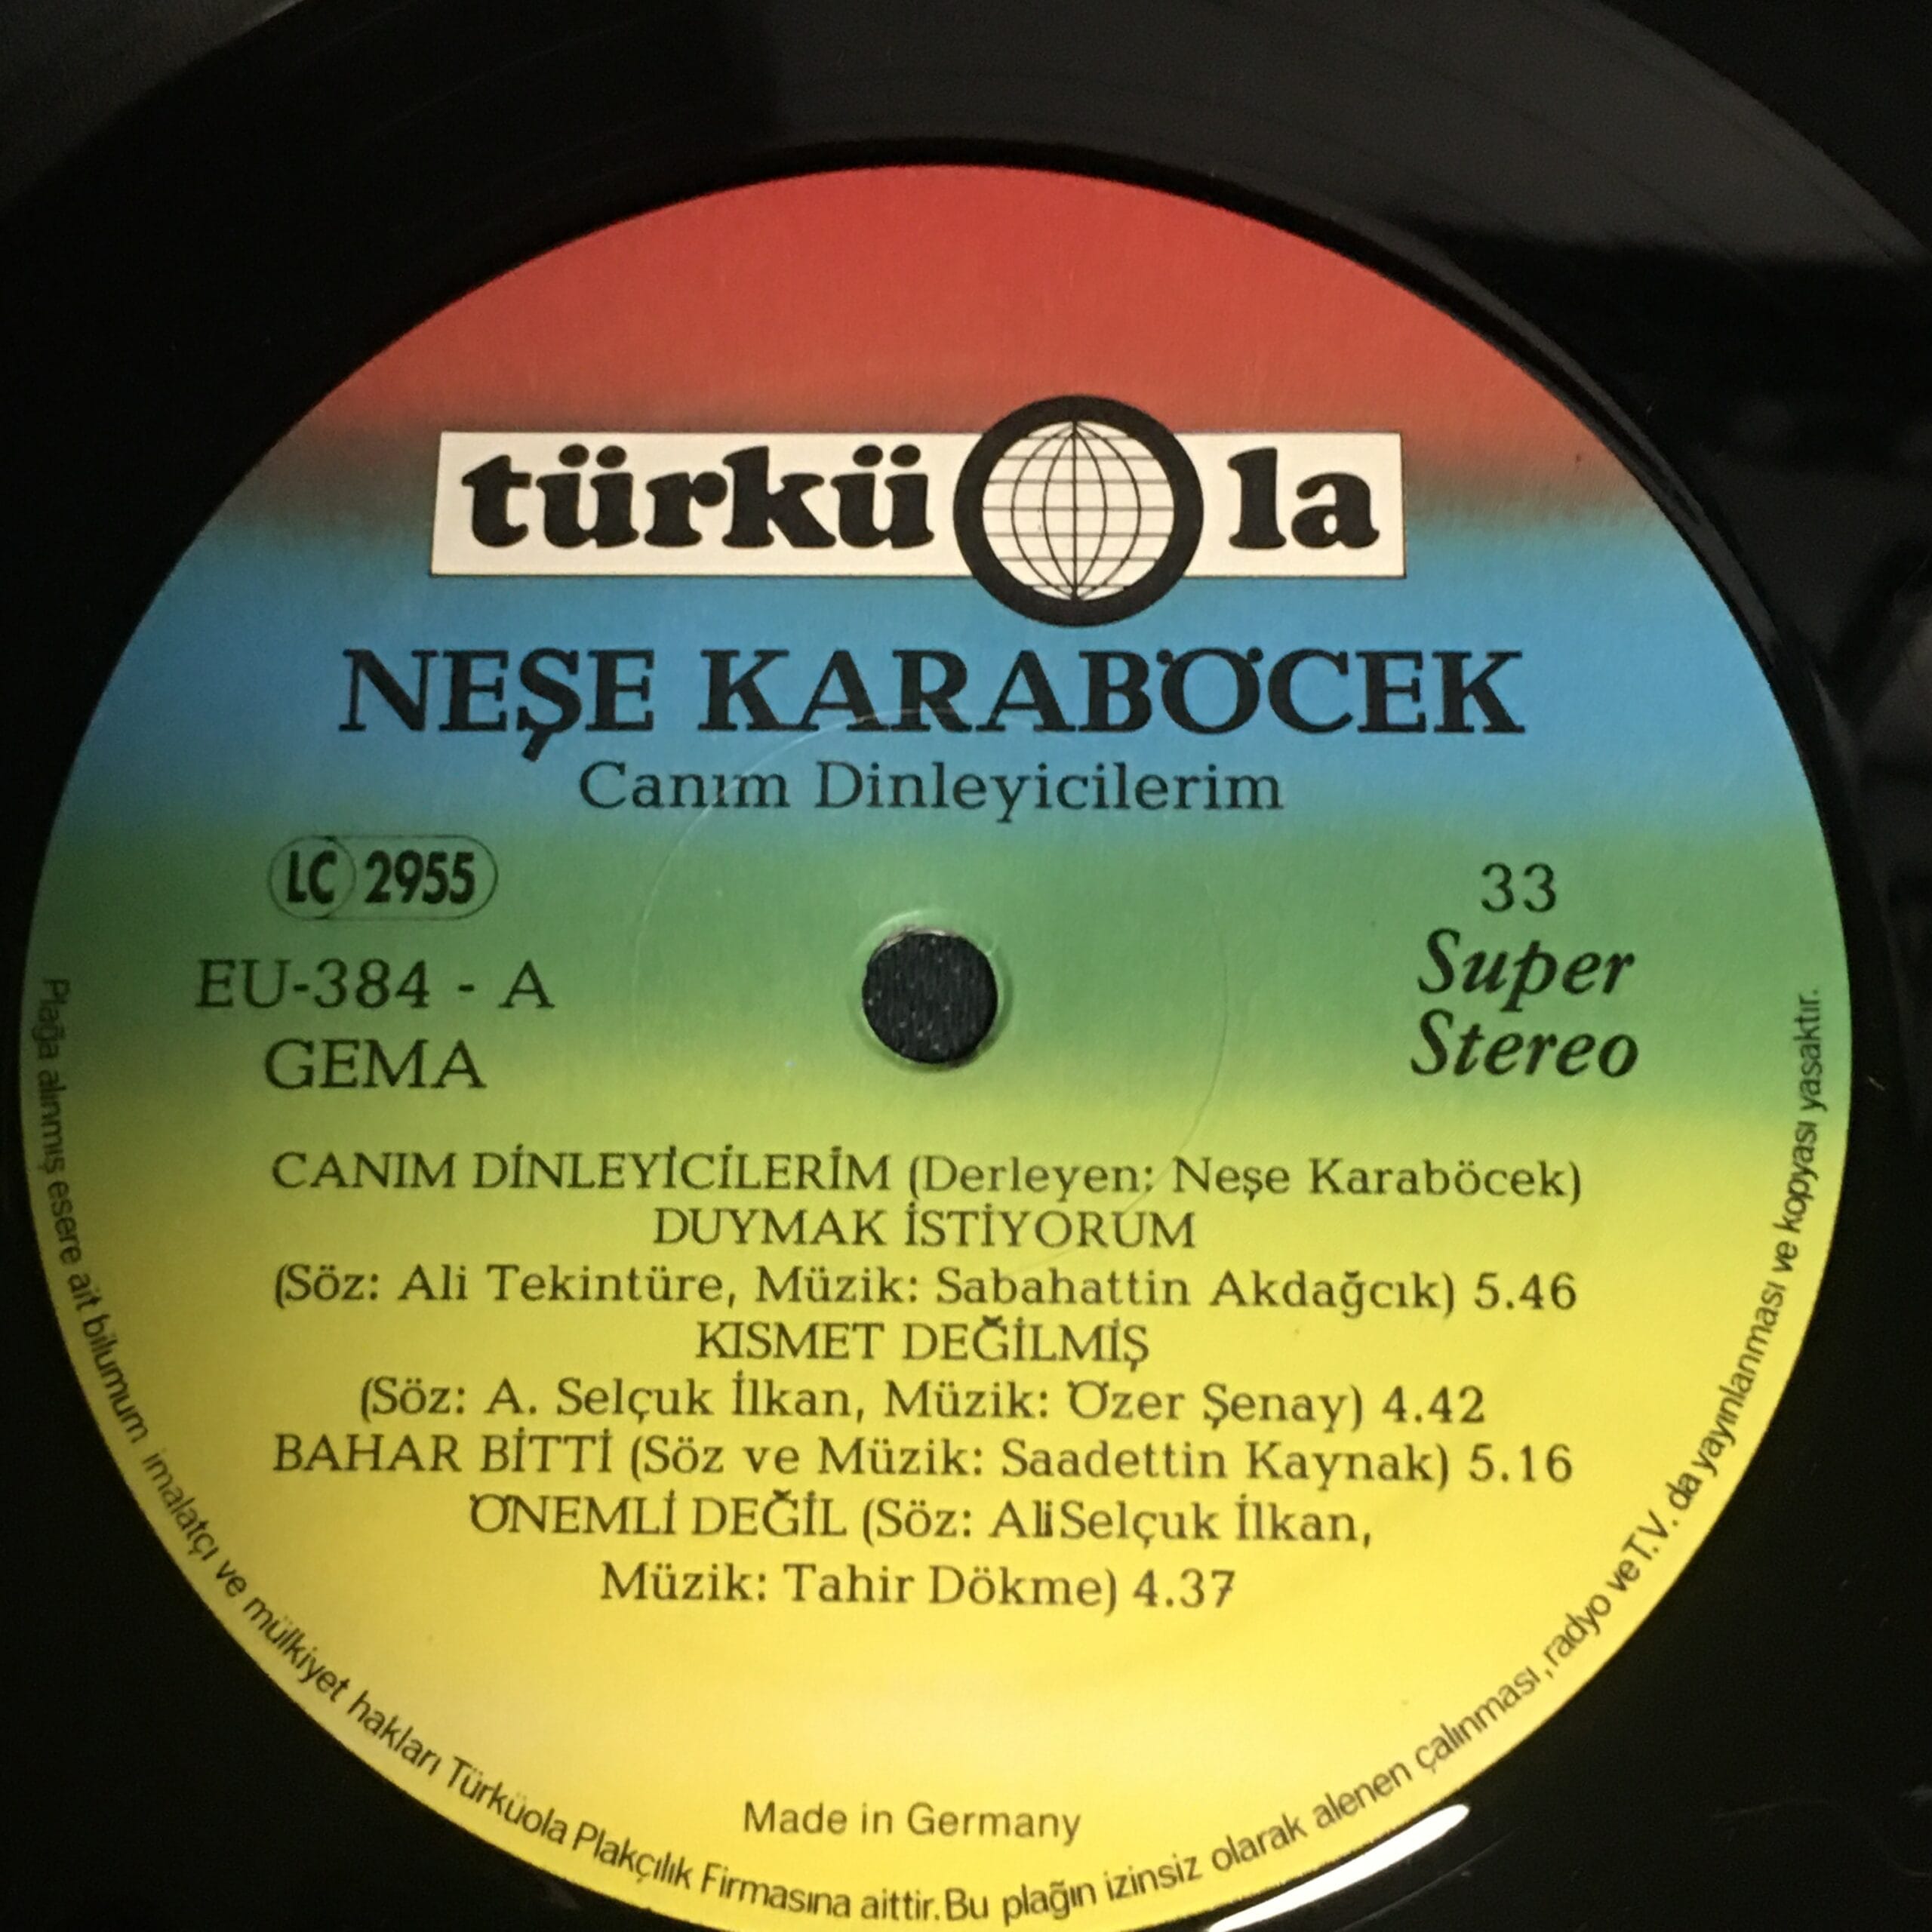 türküola
NEŞE KARABÖCEK
Canım Dinleyicilerim
LC 2955
EU-384 - A
GEMA
33
Super
Stereo
CANIM DİNLEYİCİLERİM (Derleyen: Neşe Karaböcek)
DUYMAK İSTİYORUM
(Söz: Ali Tekintüre, Müzik: Sabahattin Akdağcık) 5.46
KISMET DEĞİLMİŞ
(Söz: A. Selçuk İlkan, Müzik: Özer Şenay) 4.42
BAHAR BİTTİ (Söz ve Müzik: Saadettin Kaynak) 5.16
ÖNEMLİ DEĞİL (Söz: Ali Selçuk İlkan,
Müzik: Tahir Dökme) 4.37
Made in Germany
Plağa alınmış esere ait bilumum imalatçı ve mülkiyet hakları Türküola Plakçılık Firmasına aittir. Bu plağın izinsiz olarak alenen çalınması, radyo ve T.V. da yayınlanması ve kopyası yasaktır.